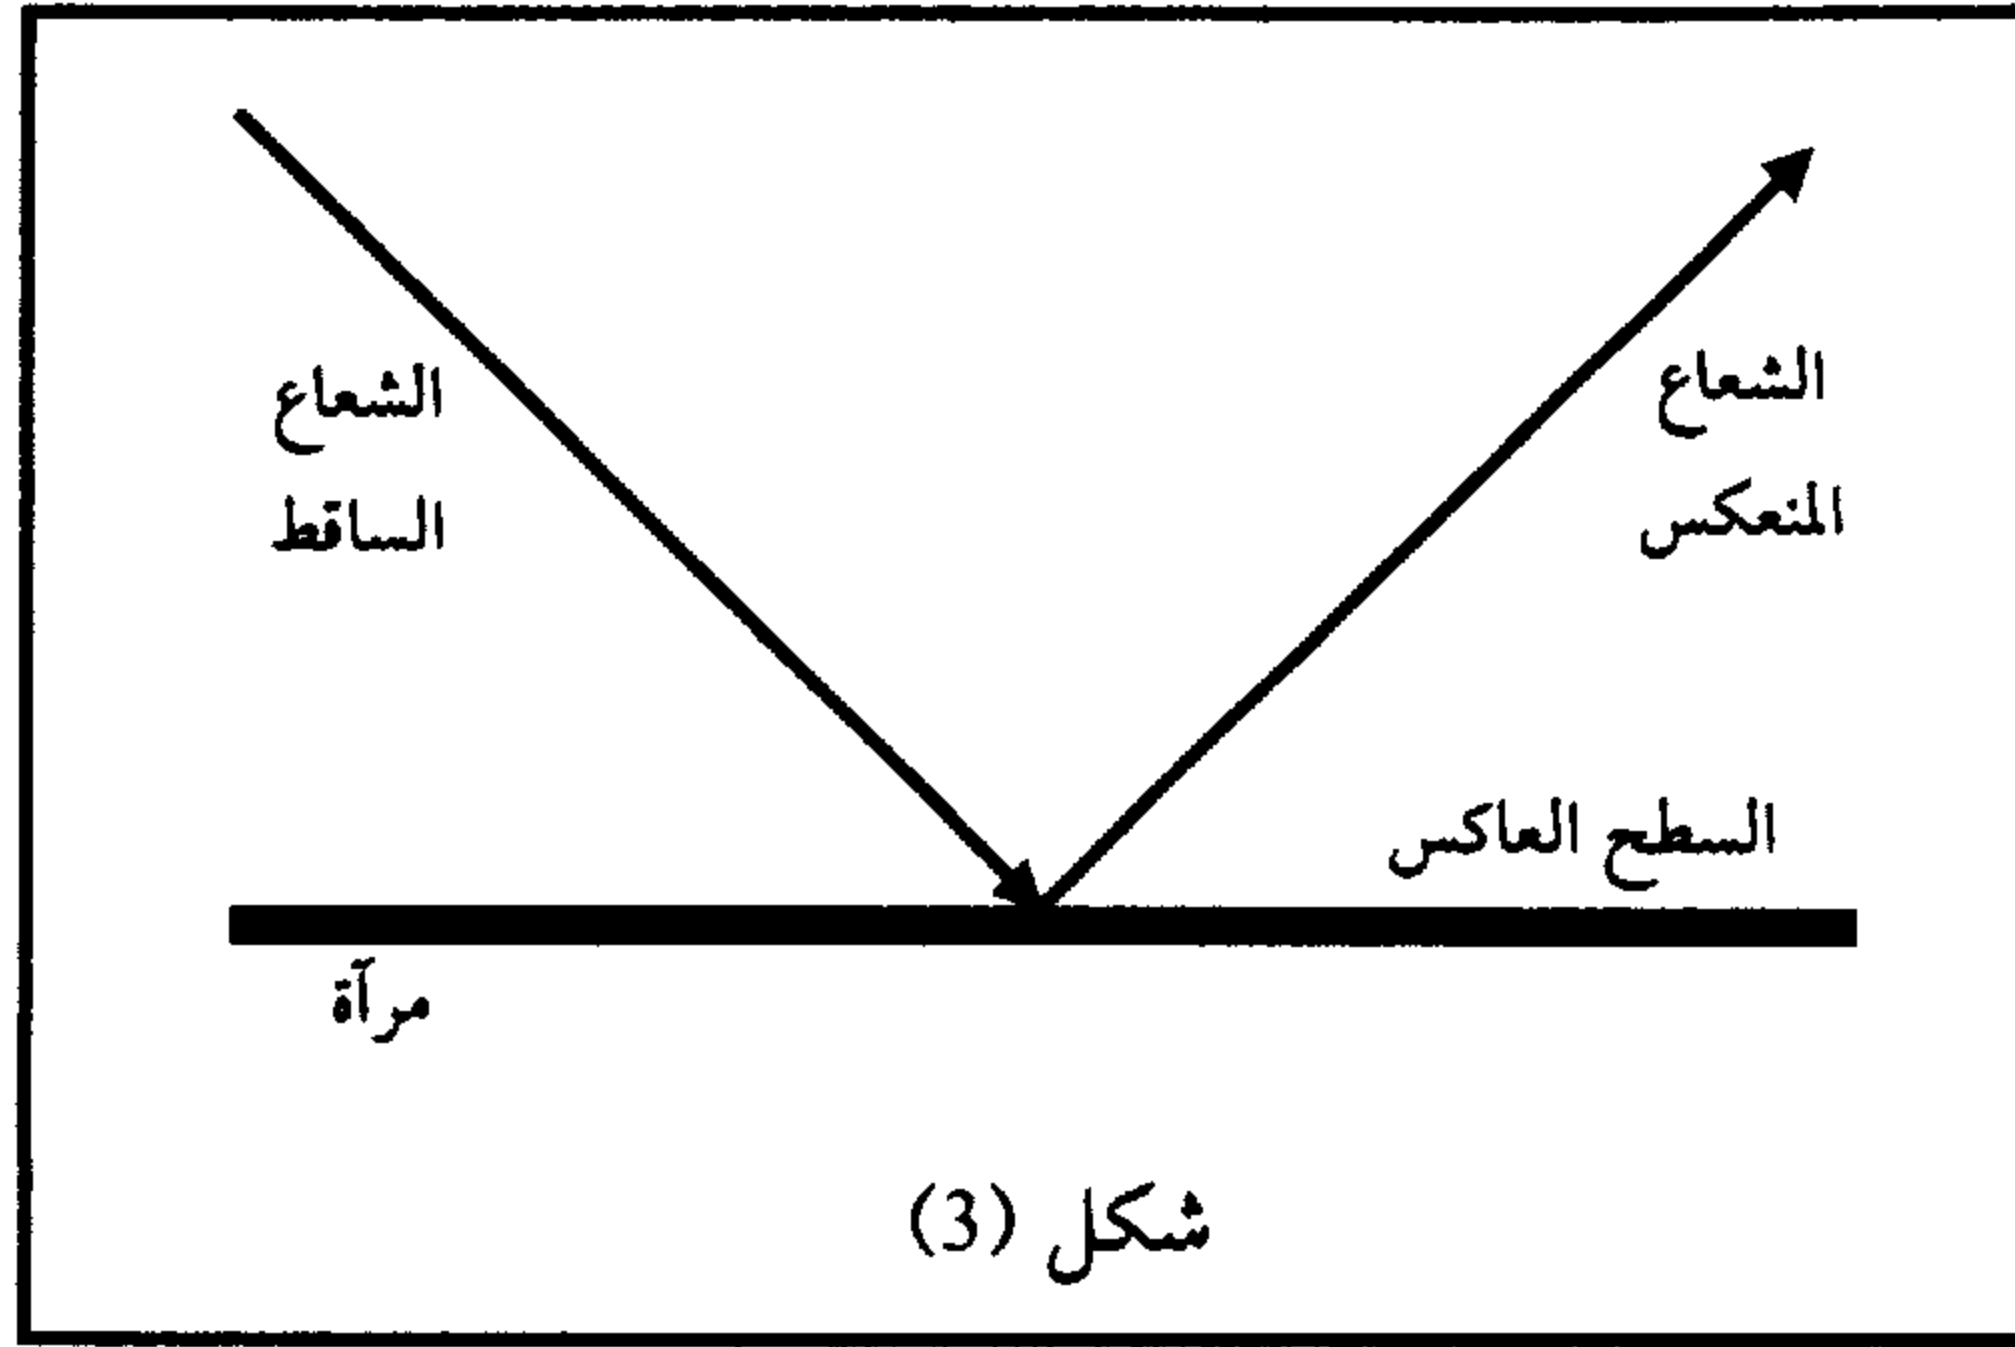 الشعاع
الساقط
الشعاع
المنعكس
السطح العاكس
مرآة
شكل (3)